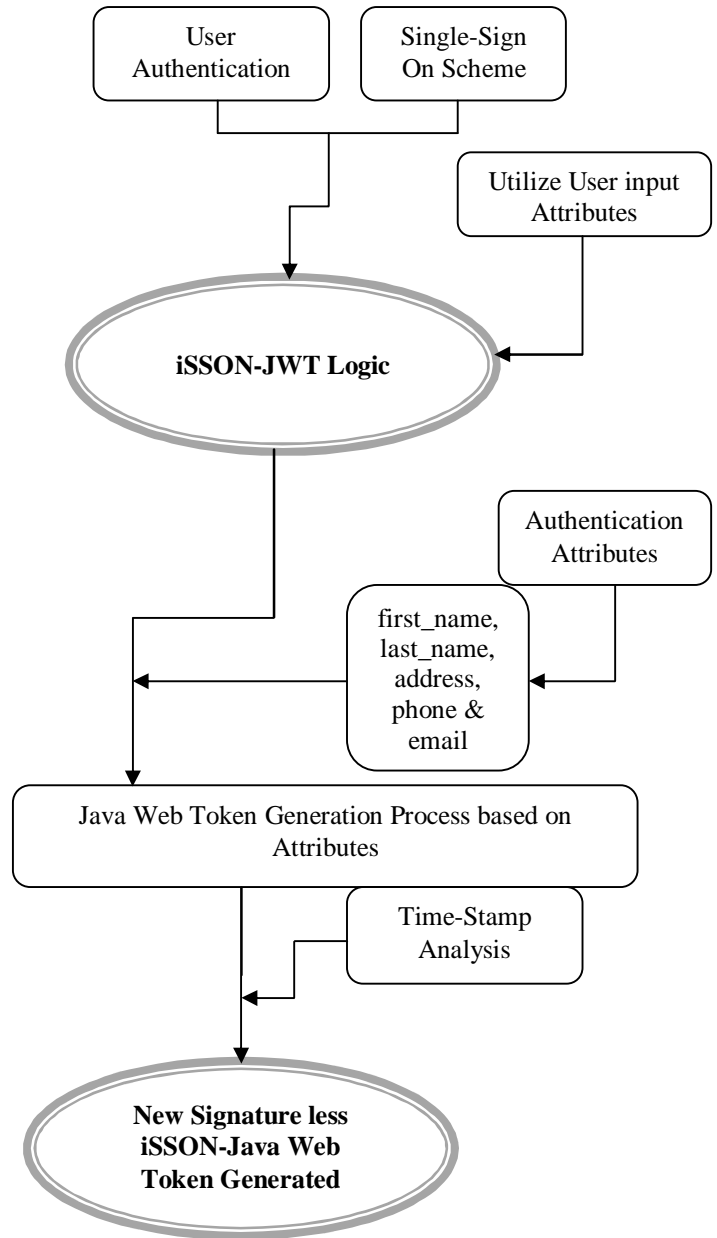 User
Authentication
Single-Sign
On Scheme
Utilize User input
Attributes
iSSON-JWT Logic
Authentication
Attributes
first_name,
last_name,
address,
phone &
email
Java Web Token Generation Process based on
Attributes
Time-Stamp
Analysis
New Signature less
iSSON-Java Web
Token Generated